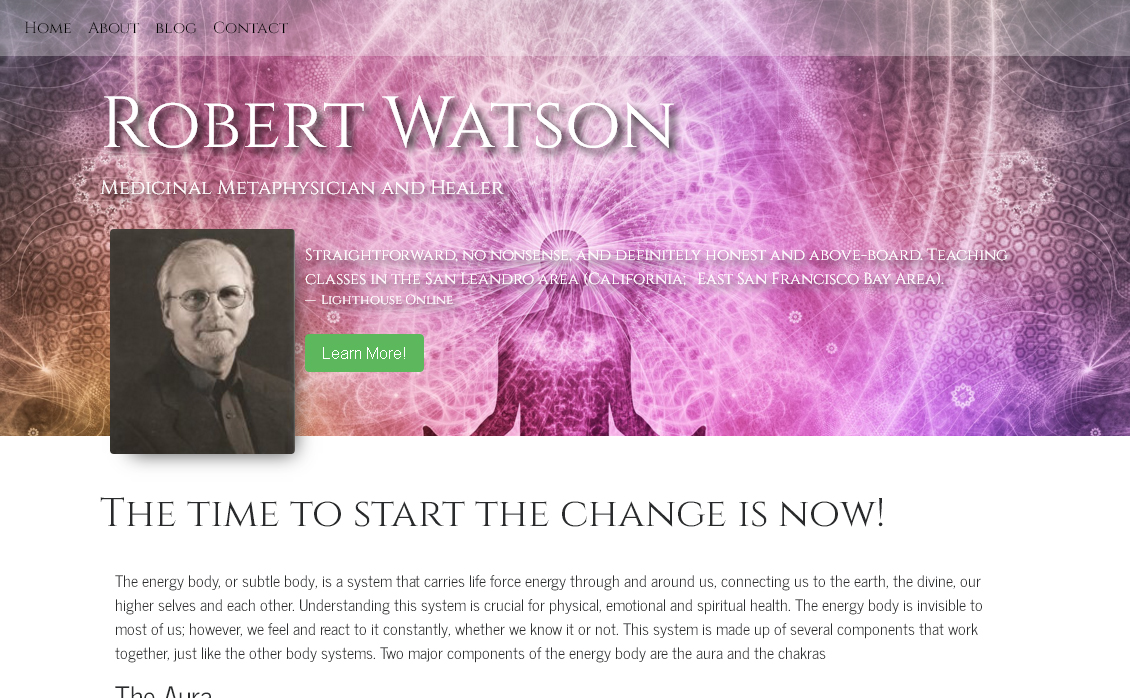 Home About blog Contact
Robert Watson
Medicinal Metaphysician and Healer
Straightforward, no nonsense, and definitely honest and above-board. Teaching
classes in the San Leandro area (California; East San Francisco Bay Area).
— Lighthouse Online
Learn More!
The time to start the change is now!
The energy body, or subtle body, is a system that carries life force energy through and around us, connecting us to the earth, the divine, our
higher selves and each other. Understanding this system is crucial for physical, emotional and spiritual health. The energy body is invisible to
most of us; however, we feel and react to it constantly, whether we know it or not. This system is made up of several components that work
together, just like the other body systems. Two major components of the energy body are the aura and the chakras
The Aura